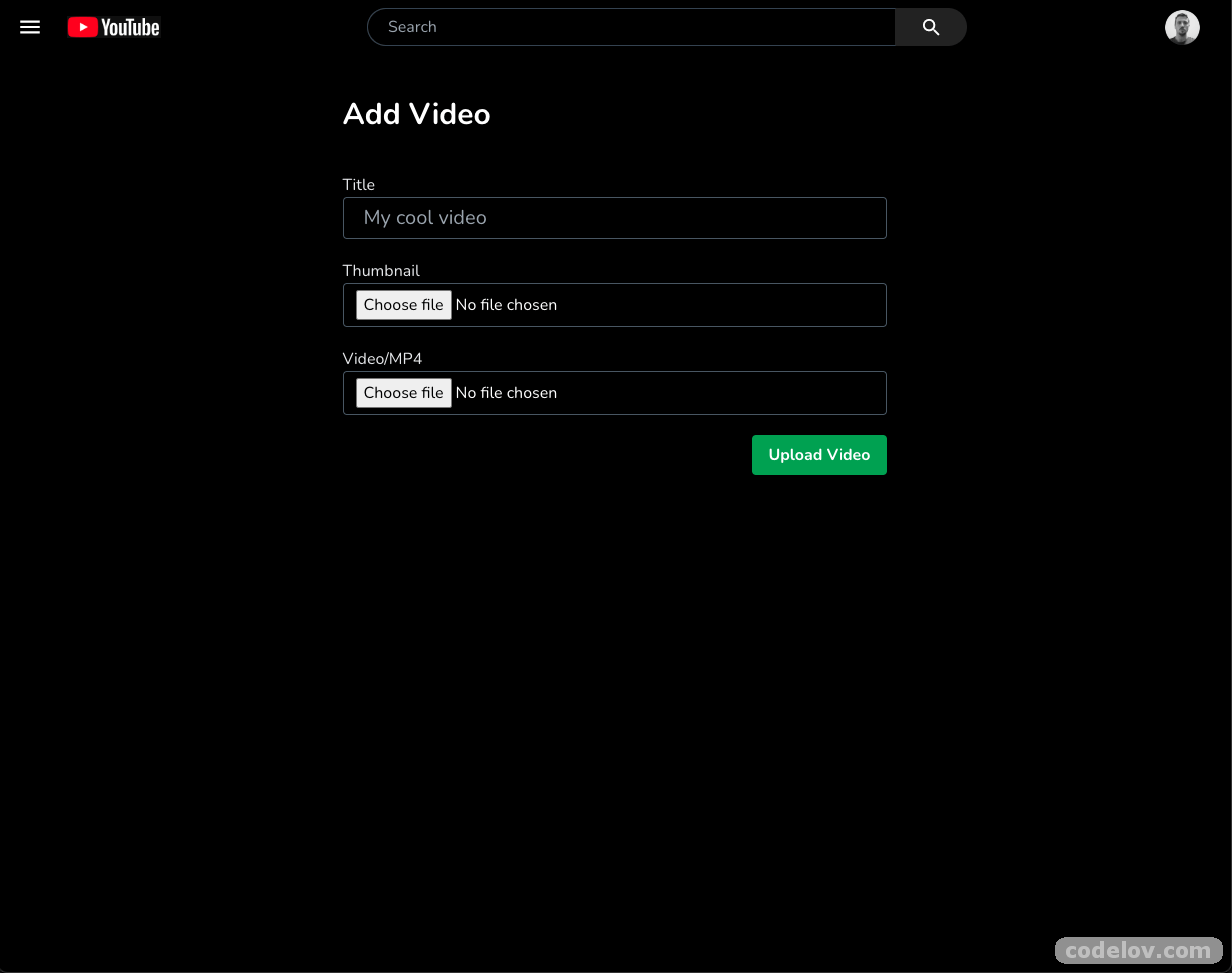 YouTube
Search
Add Video
Title
My cool video
Thumbnail
Choose file No file chosen
Video/MP4
Choose file No file chosen
Upload Video
codelov.com